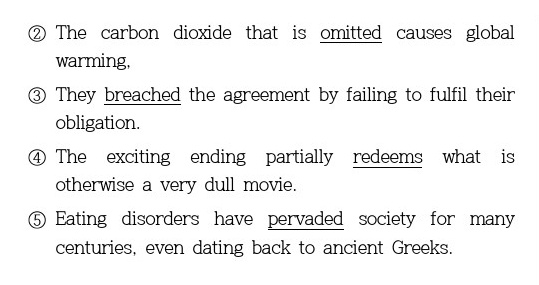 ② The carbon dioxide that is omitted causes global
warming,
③ They breached the agreement by failing to fulfil their
obligation.
④ The exciting ending partially redeems what is
otherwise a very dull movie.
⑤ Eating disorders have pervaded society for many
centuries, even dating back to ancient Greeks.